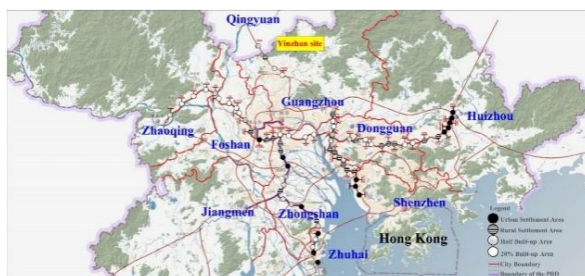 Qingyuan
Yinzhan site
Guangzhou
Huizhou
Zhaoqing
Dongguan
Foshan
Jiangmen
Zhongshan
Shenzhen
Legend
Urban Settlement Area
Rural Settlement Area
Half Built-up Area
20% Built-up Area
City Boundary
Boundary of the PRD
Hong Kong
Zhuhai